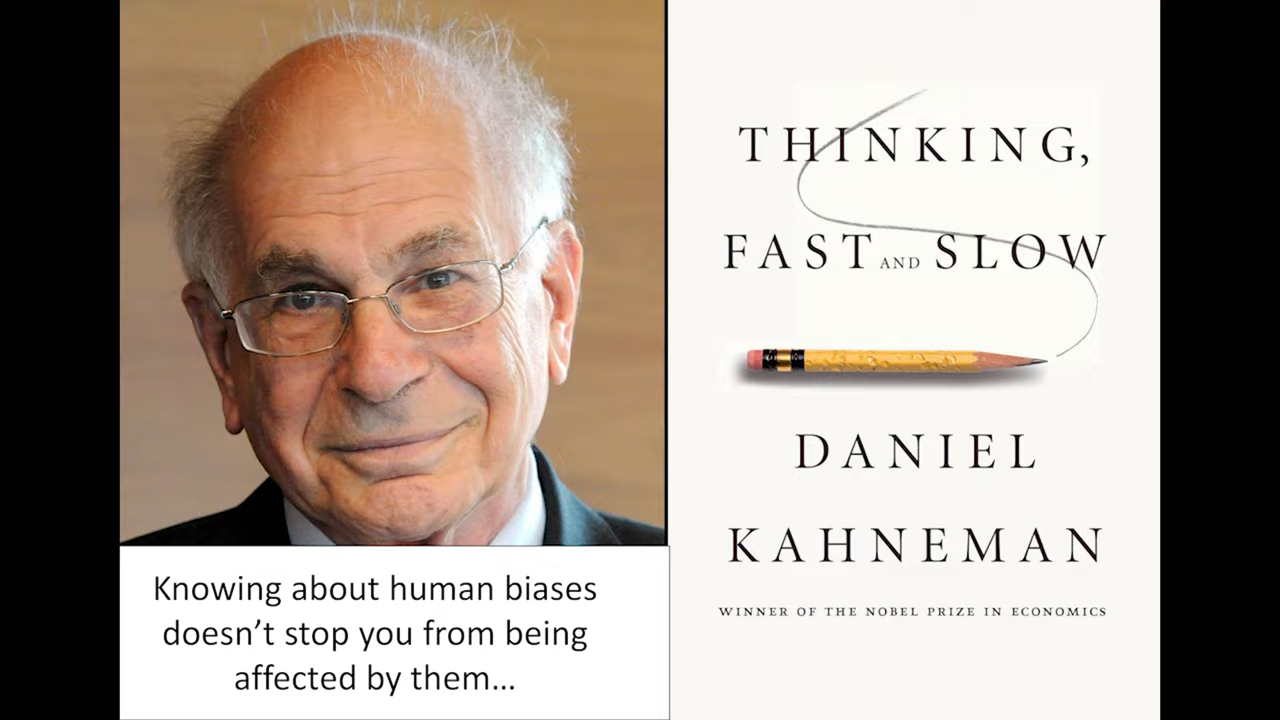 Knowing about human biases
doesn’t stop you from being
affected by them…
THINKING,
FAST AND SLOW
DANIEL
KAHNEMAN
WINNER OF THE NOBEL PRIZE IN ECONOMICS